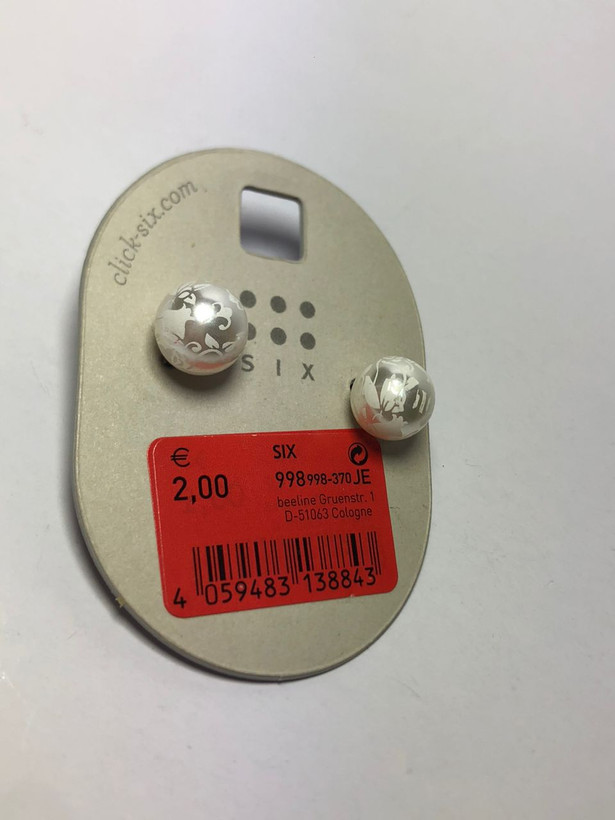 click-six.com
SIX
€ SIX
2,00 998998-370JE
beeline Gruenstr. 1
D-51063 Cologne
4 059483 138843